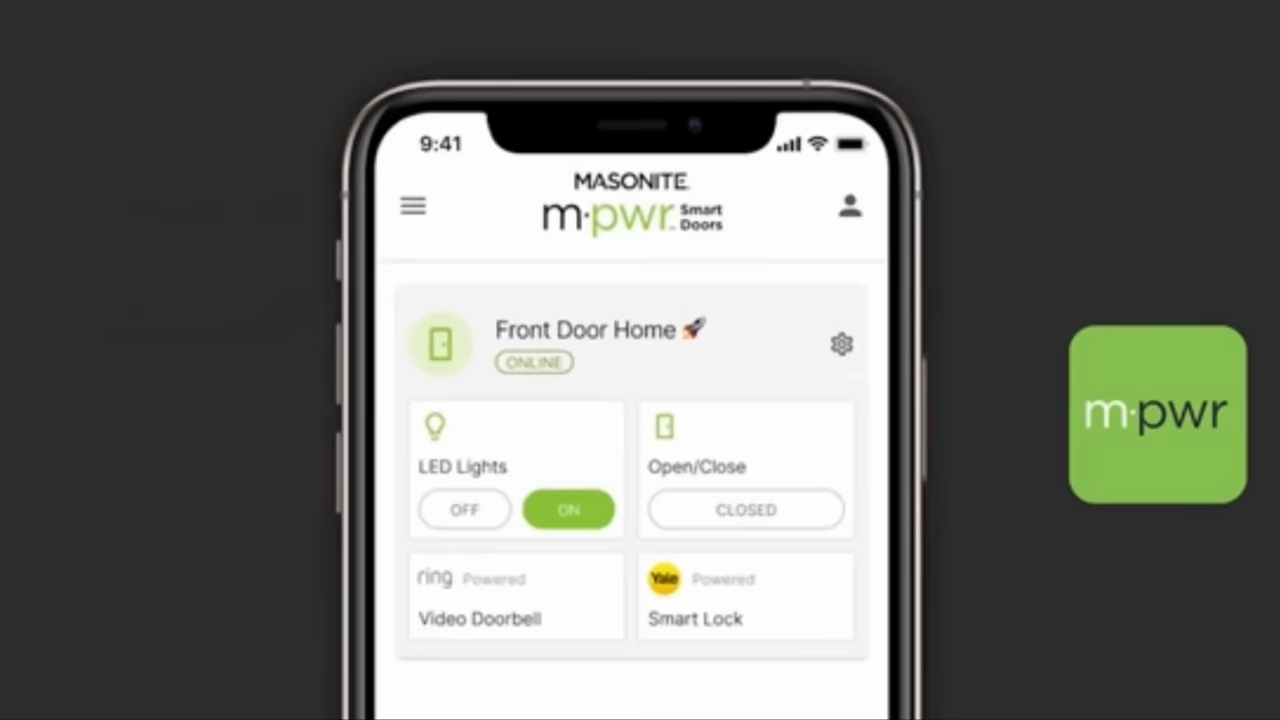 9:41
MASONITE
m·pwr Smart Doors
Front Door Home
ONLINE
LED Lights
OFF
ON
Open/Close
CLOSED
ring Powered
Video Doorbell
Yale Powered
Smart Lock
m·pwr